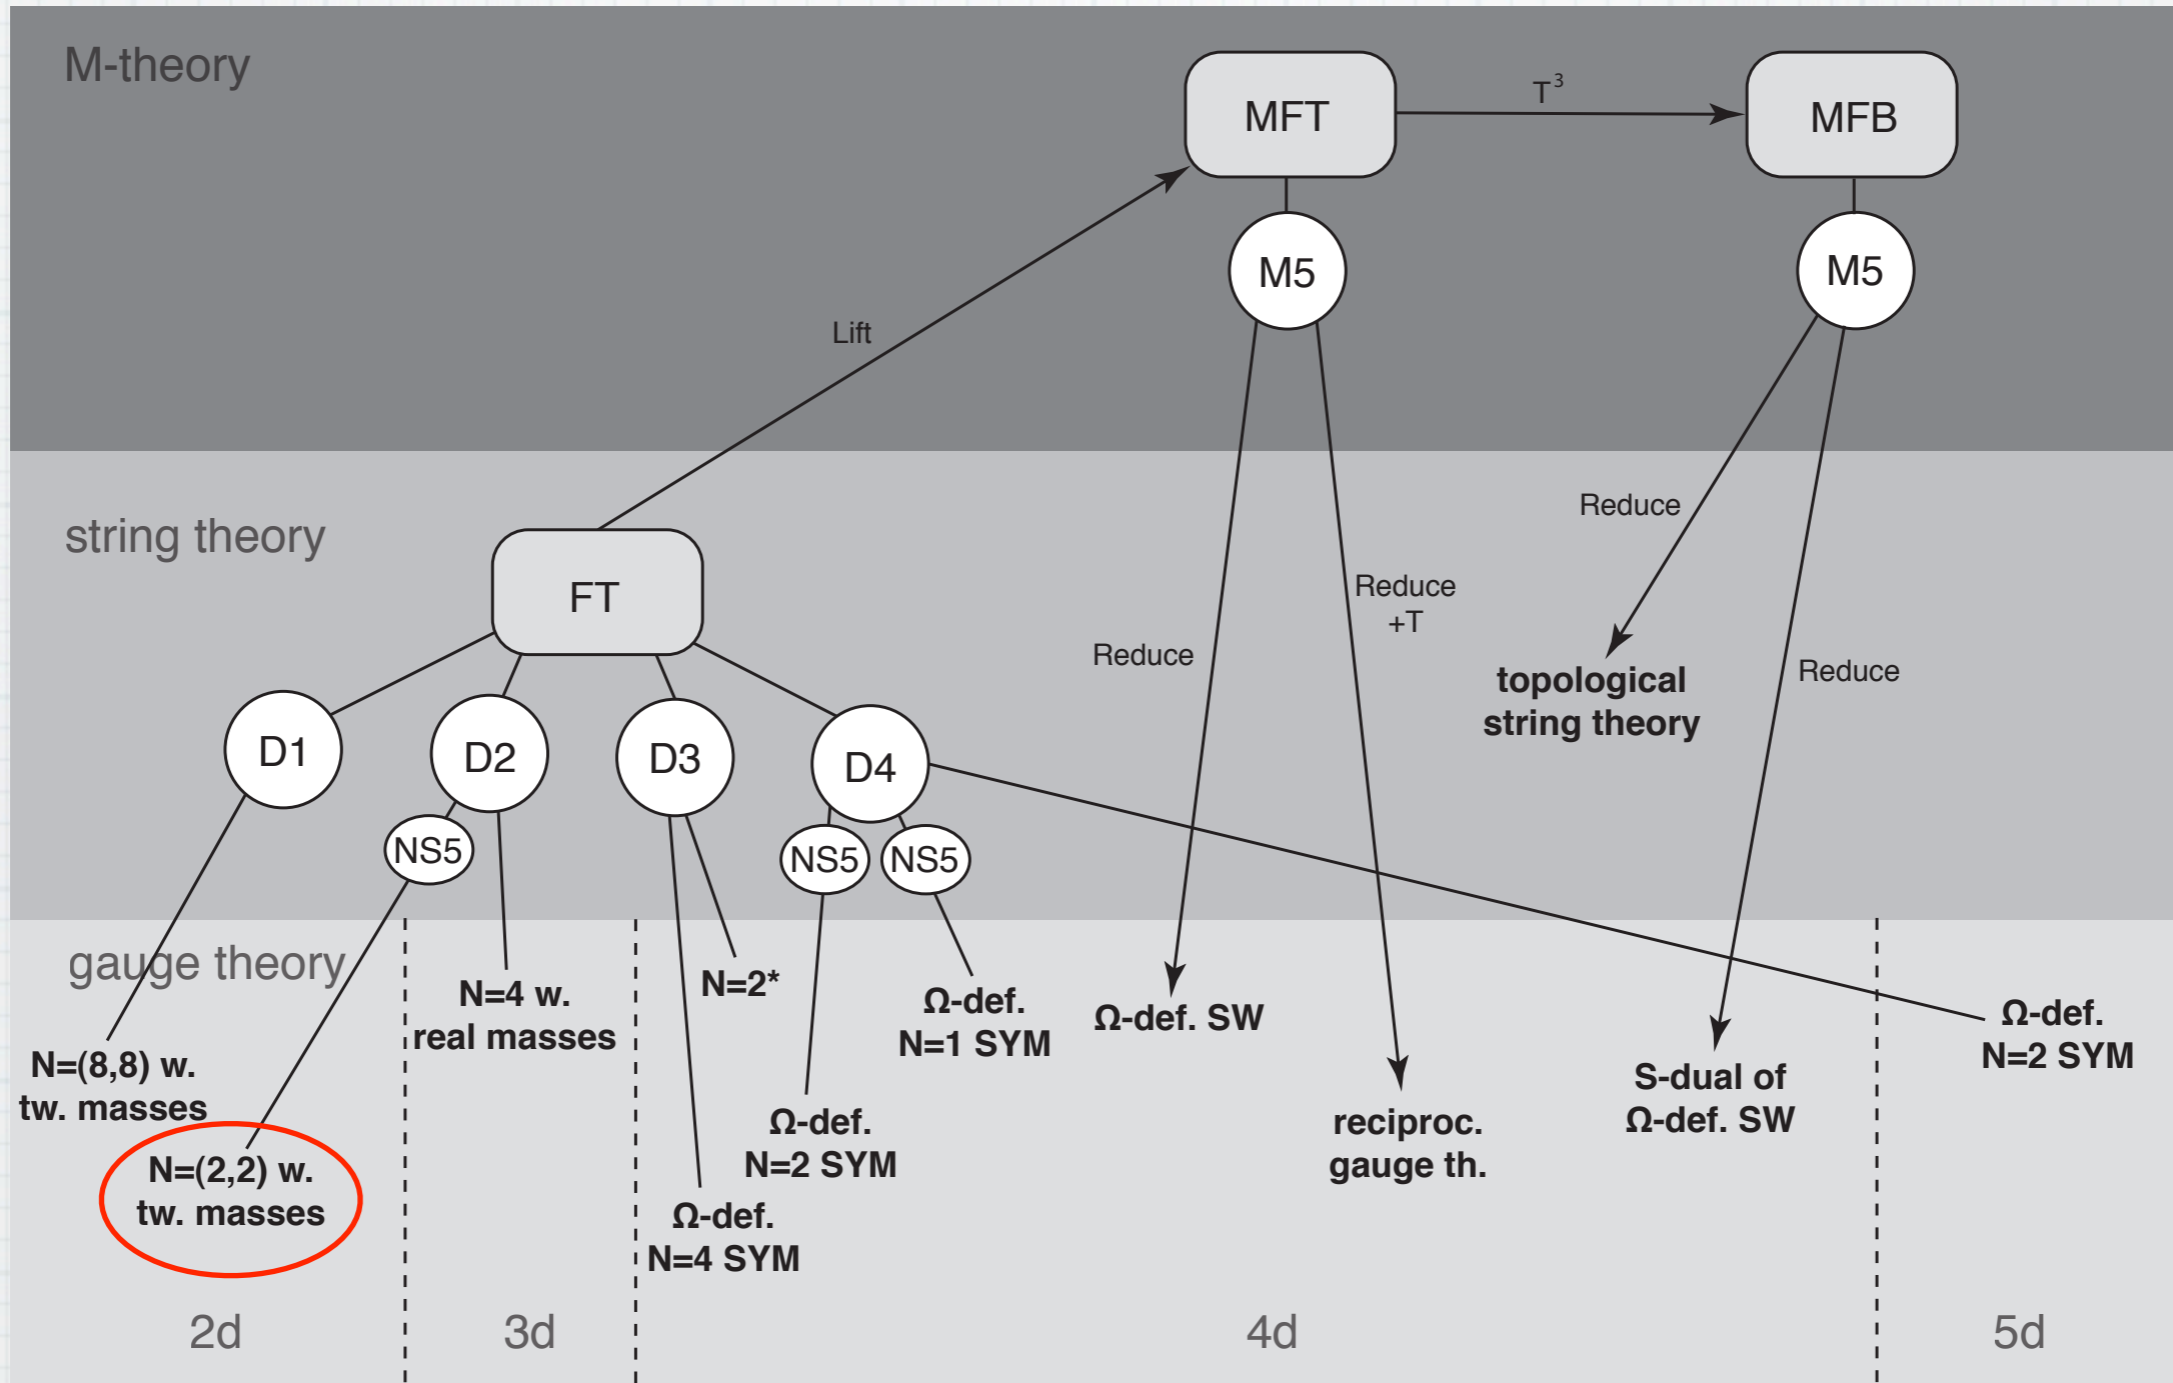 M-theory
MFT
T³
MFB
M5
M5
Lift
string theory
Reduce
FT
Reduce
+T
Reduce
Reduce
topological
string theory
D1
D2
D3
D4
NS5
NS5
NS5
gauge theory
N=4 w.
real masses
N=2*
Ω-def.
N=1 SYM
Ω-def. SW
Ω-def.
N=2 SYM
N=(8,8) w.
tw. masses
S-dual of
Ω-def. SW
Ω-def.
N=2 SYM
reciproc.
gauge th.
N=(2,2) w.
tw. masses
Ω-def.
N=4 SYM
2d
3d
4d
5d